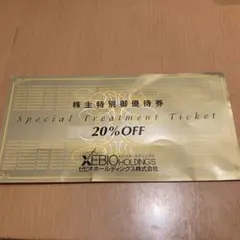 株主特別御優待券
Special Treatment Ticket
20%OFF
XEBIO HOLDINGS
ゼビオホールディングス株式会社